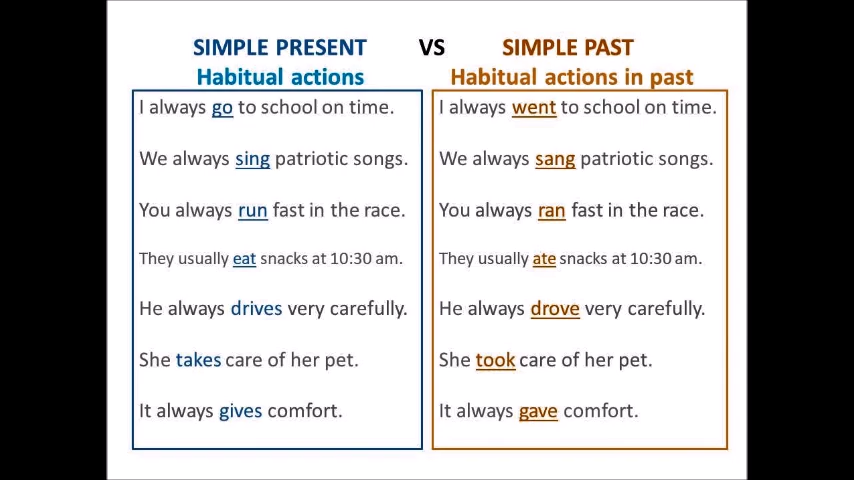 SIMPLE PRESENT VS SIMPLE PAST
Habitual actions Habitual actions in past
I always go to school on time.
We always sing patriotic songs.
You always run fast in the race.
They usually eat snacks at 10:30 am.
He always drives very carefully.
She takes care of her pet.
It always gives comfort.
I always went to school on time.
We always sang patriotic songs.
You always ran fast in the race.
They usually ate snacks at 10:30 am.
He always drove very carefully.
She took care of her pet.
It always gave comfort.